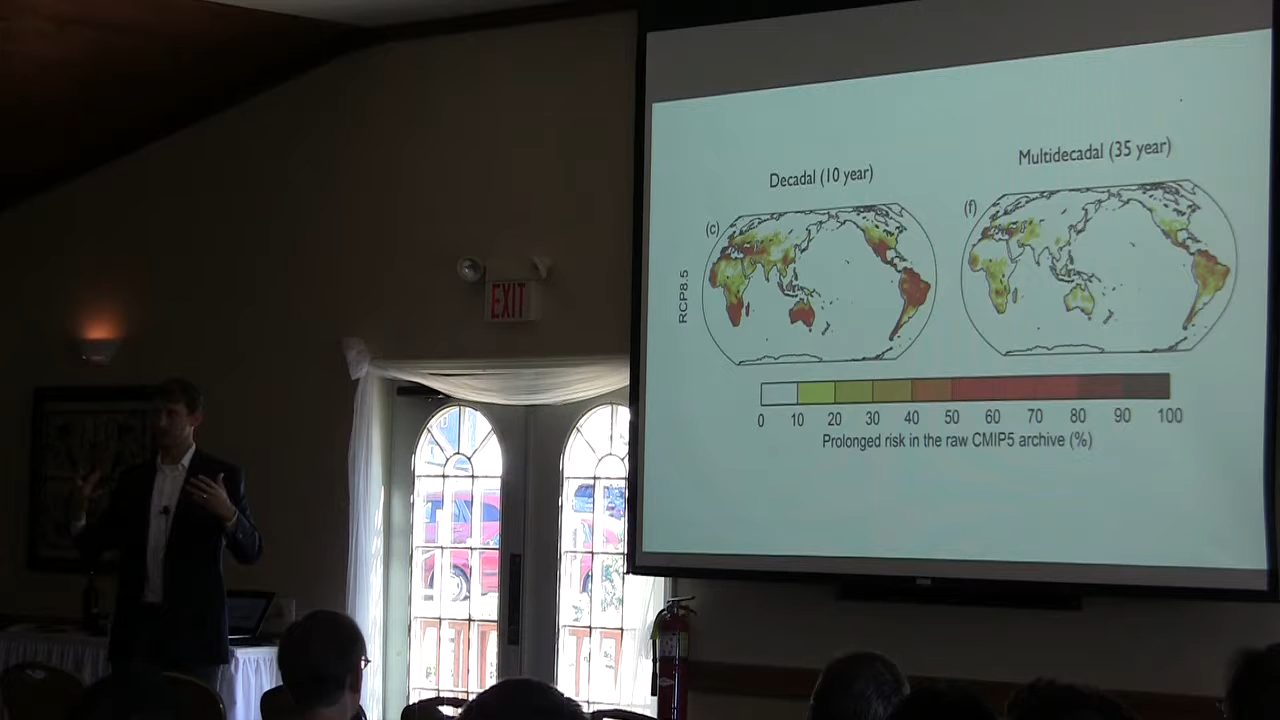 Multidecadal (35 year)
Decadal (10 year)
(c)
(f)
RCP8.5
EXIT
0 10 20 30 40 50 60 70 80 90 100
Prolonged risk in the raw CMIP5 archive (%)